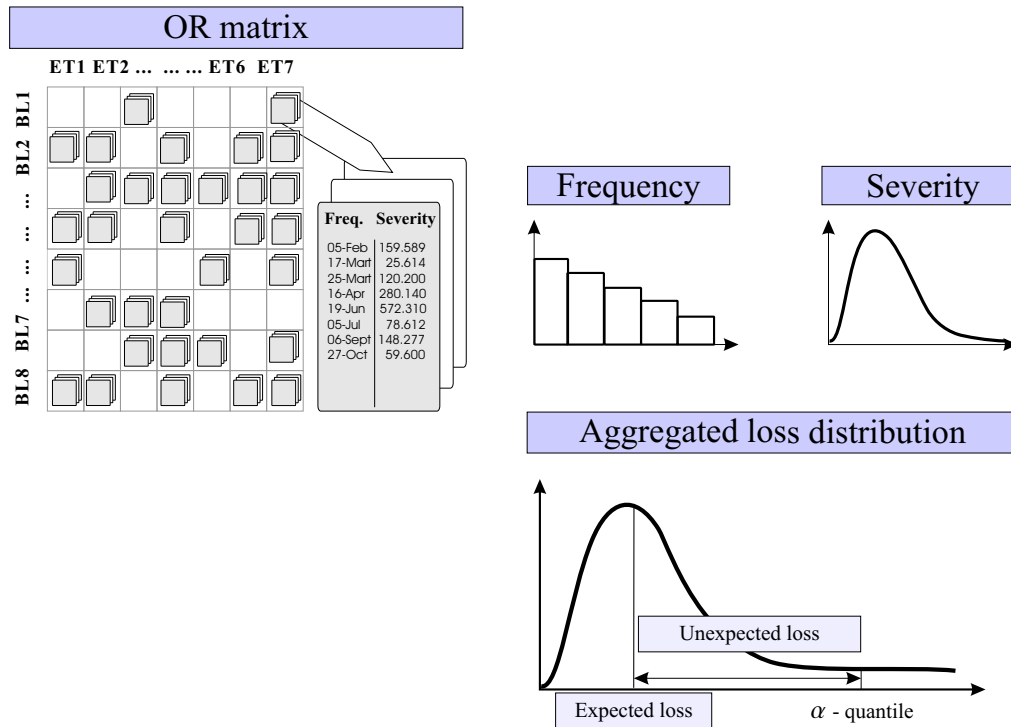 OR matrix
ET1 ET2 ... ... ... ET6 ET7
BL1
BL2
...
...
...
BL7
BL8
Freq. Severity
05-Feb 159.589
17-Mart 25.614
25-Mart 120.200
16-Apr 280.140
19-Jun 572.310
05-Jul 78.612
06-Sept 148.277
27-Oct 59.600
Frequency
Severity
Aggregated loss distribution
Unexpected loss
Expected loss
α - quantile